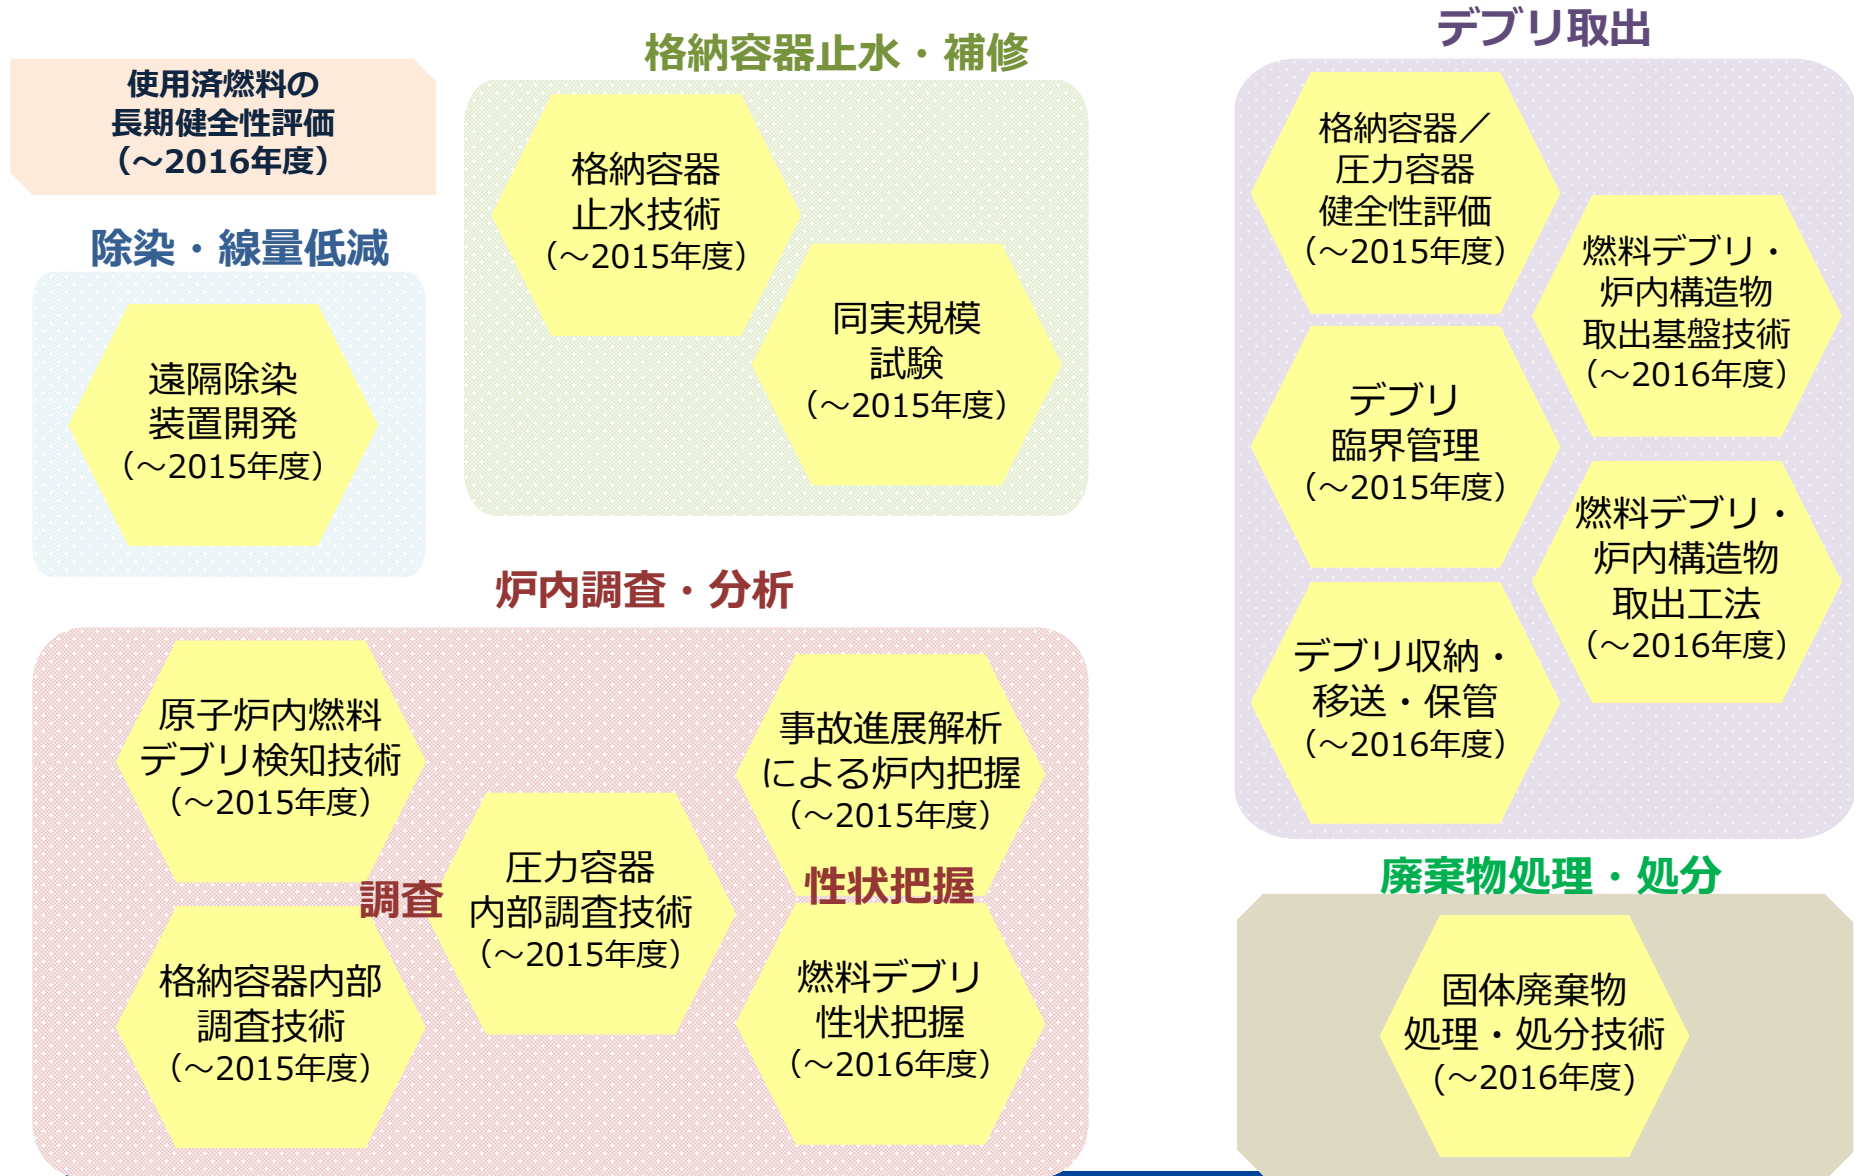 使用済燃料の
長期健全性評価
（～2016年度）
除染・線量低減
遠隔除染
装置開発
（～2015年度）
格納容器止水・補修
格納容器
止水技術
（～2015年度）
同実規模
試験
（～2015年度）
炉内調査・分析
原子炉内燃料
デブリ検知技術
（～2015年度）
調査
圧力容器
内部調査技術
（～2015年度）
格納容器内部
調査技術
（～2015年度）
事故進展解析
による炉内把握
（～2015年度）
性状把握
燃料デブリ
性状把握
（～2016年度）
デブリ取出
格納容器／
圧力容器
健全性評価
（～2015年度）
燃料デブリ・
炉内構造物
取出基盤技術
（～2016年度）
デブリ
臨界管理
（～2015年度）
燃料デブリ・
炉内構造物
取出工法
（～2016年度）
デブリ収納・
移送・保管
（～2016年度）
廃棄物処理・処分
固体廃棄物
処理・処分技術
(～2016年度)